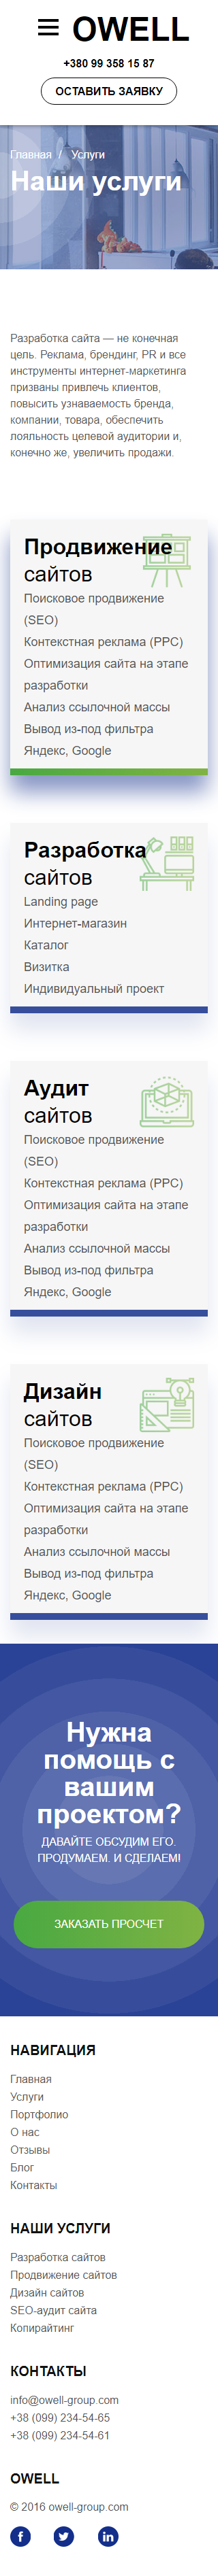 OWELL
+380 99 358 15 87
ОСТАВИТЬ ЗАЯВКУ
Главная / Услуги
Наши услуги
Разработка сайта — не конечная
цель. Реклама, брендинг, PR и все
инструменты интернет-маркетинга
призваны привлечь клиентов,
повысить узнаваемость бренда,
компании, товара, обеспечить
лояльность целевой аудитории и,
конечно же, увеличить продажи.
Продвижение
сайтов
Поисковое продвижение
(SEO)
Контекстная реклама (PPC)
Оптимизация сайта на этапе
разработки
Анализ ссылочной массы
Вывод из-под фильтра
Яндекс, Google
Разработка
сайтов
Landing page
Интернет-магазин
Каталог
Визитка
Индивидуальный проект
Аудит
сайтов
Поисковое продвижение
(SEO)
Контекстная реклама (PPC)
Оптимизация сайта на этапе
разработки
Анализ ссылочной массы
Вывод из-под фильтра
Яндекс, Google
Дизайн
сайтов
Поисковое продвижение
(SEO)
Контекстная реклама (PPC)
Оптимизация сайта на этапе
разработки
Анализ ссылочной массы
Вывод из-под фильтра
Яндекс, Google
Нужна
помощь с
вашим
проектом?
ДАВАЙТЕ ОБСУДИМ ЕГО.
ПРОДУМАЕМ. И СДЕЛАЕМ!
ЗАКАЗАТЬ ПРОСЧЕТ
НАВИГАЦИЯ
Главная
Услуги
Портфолио
О нас
Отзывы
Блог
Контакты
НАШИ УСЛУГИ
Разработка сайтов
Продвижение сайтов
Дизайн сайтов
SEO-аудит сайта
Копирайтинг
КОНТАКТЫ
info@owell-group.com
+38 (099) 234-54-65
+38 (099) 234-54-61
OWELL
© 2016 owell-group.com